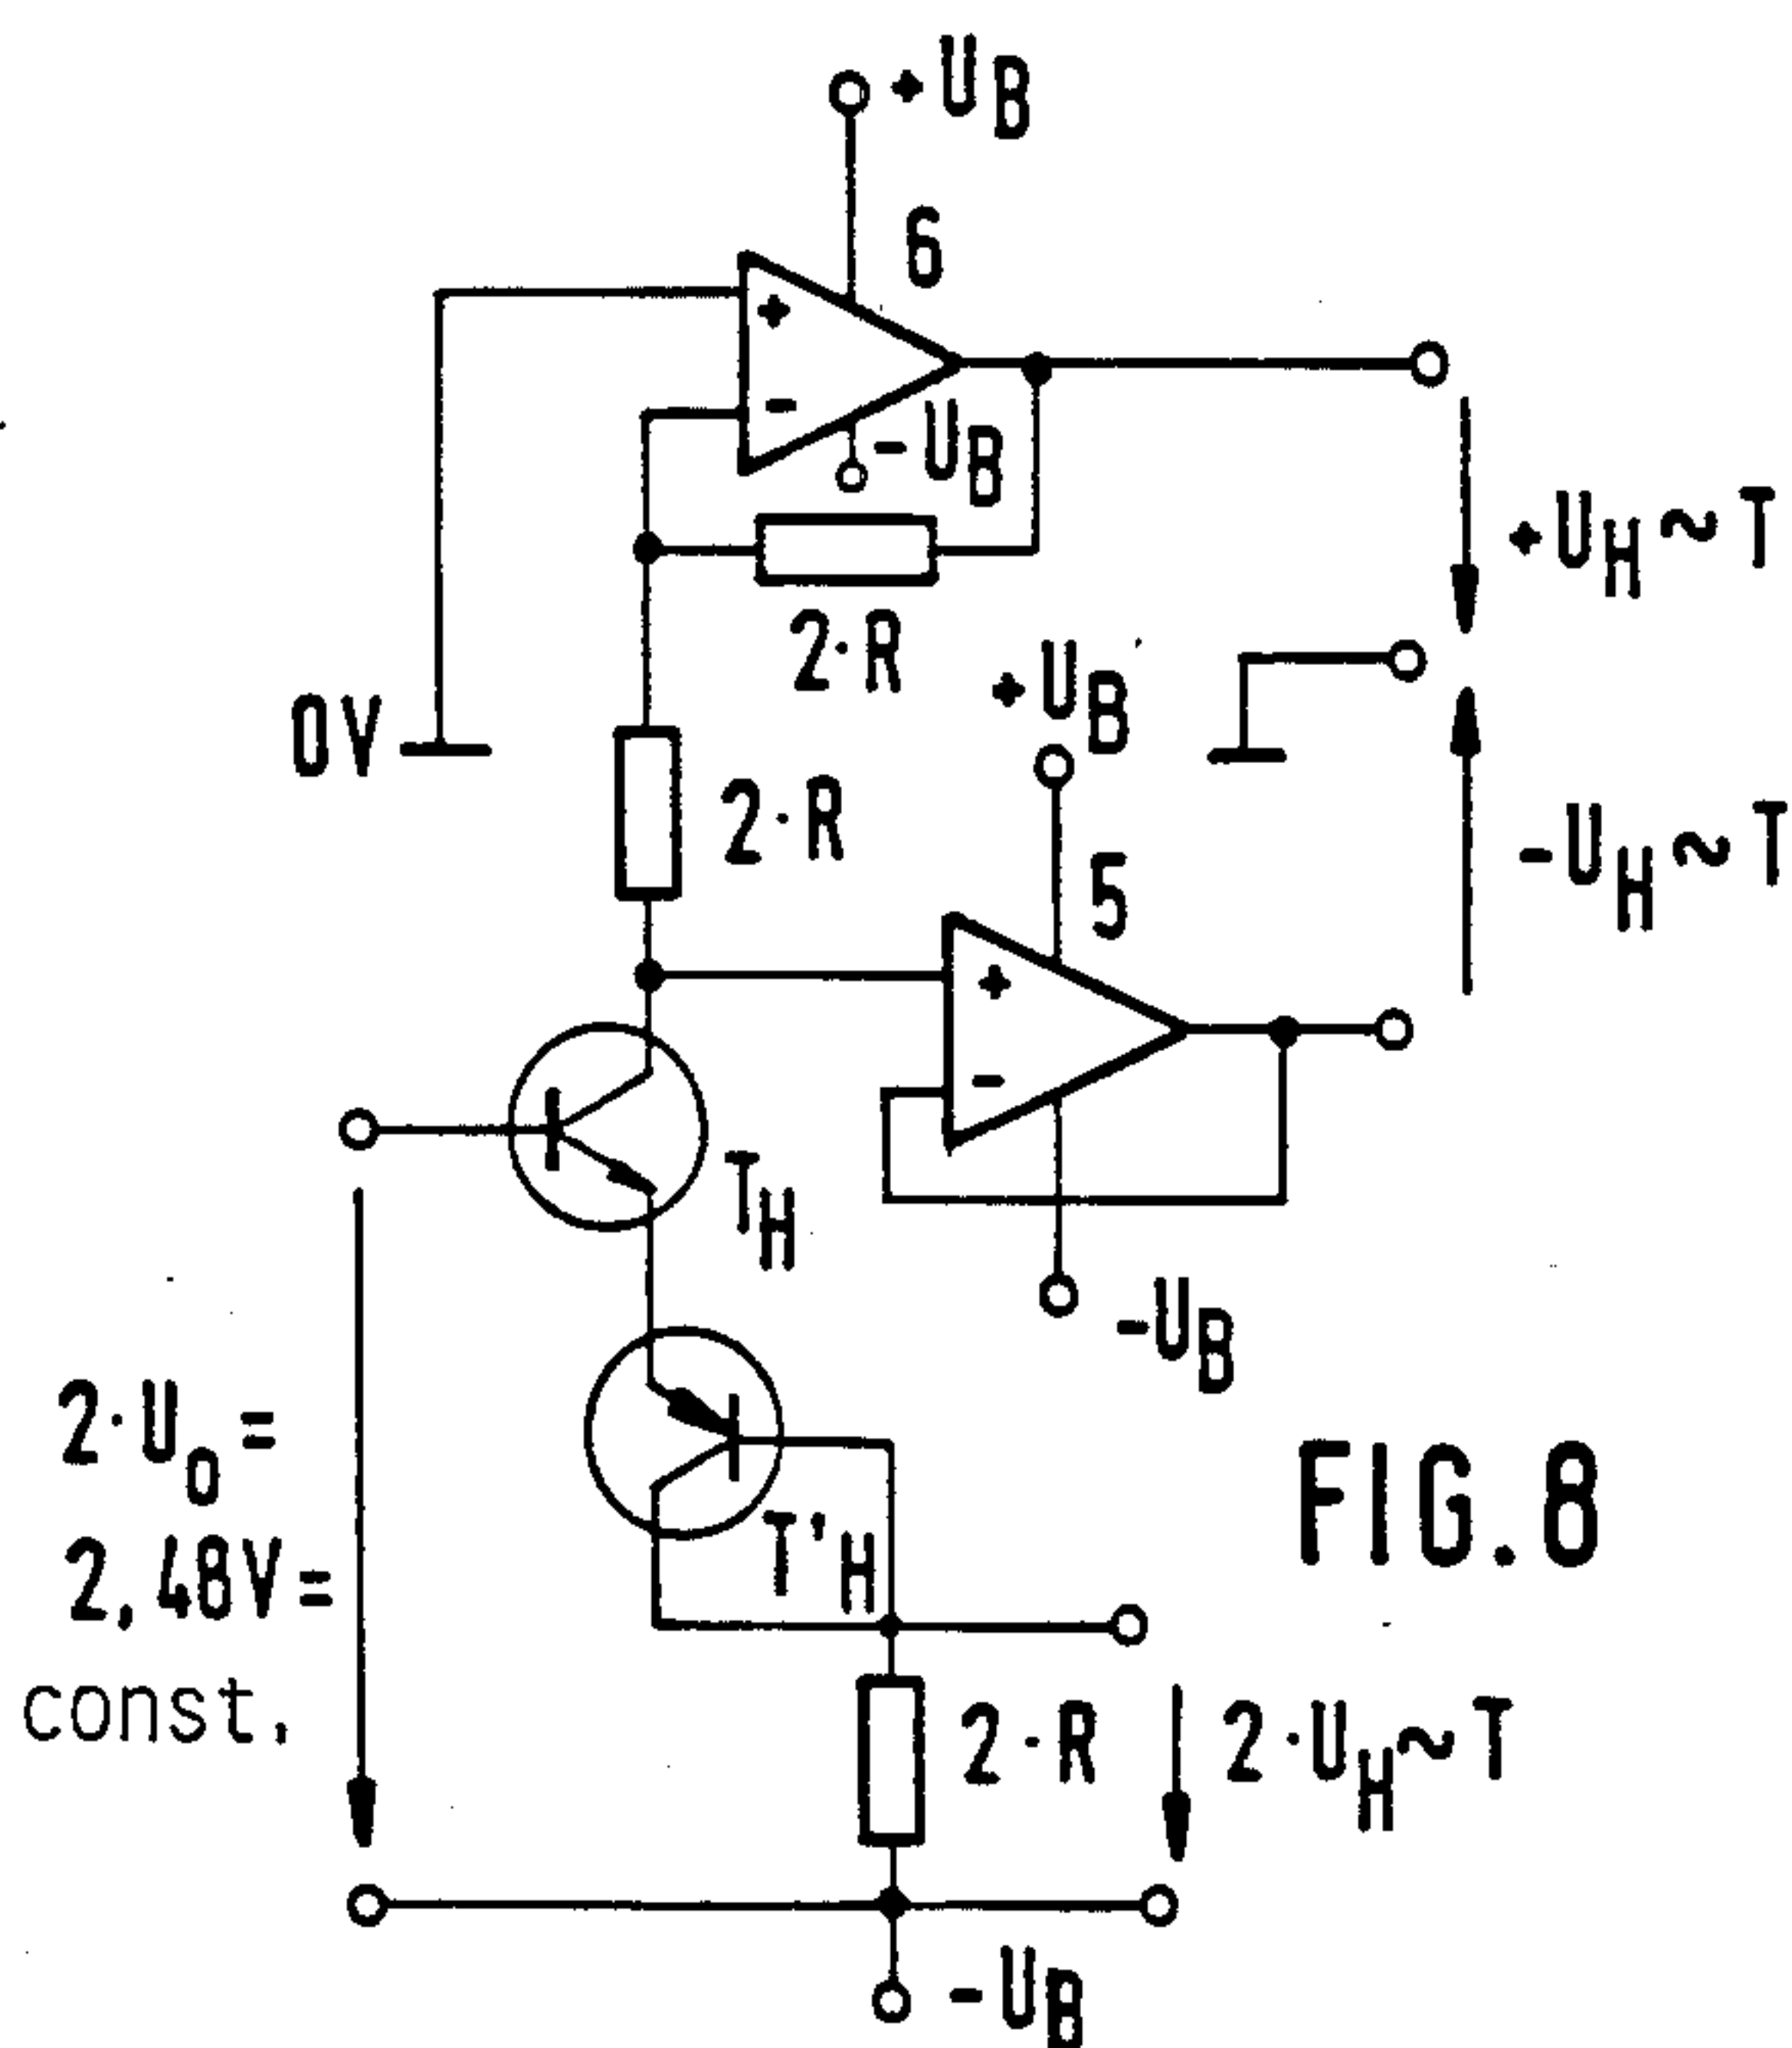 +UB
6
+
-
-UB
2·R
+UH~T
0V
+UB
2·R
-UH~T
5
+
-
TH
-UB
2·U0=
2,48V=
const.
T'H
FIG.8
2·R
2·UH~T
-UB